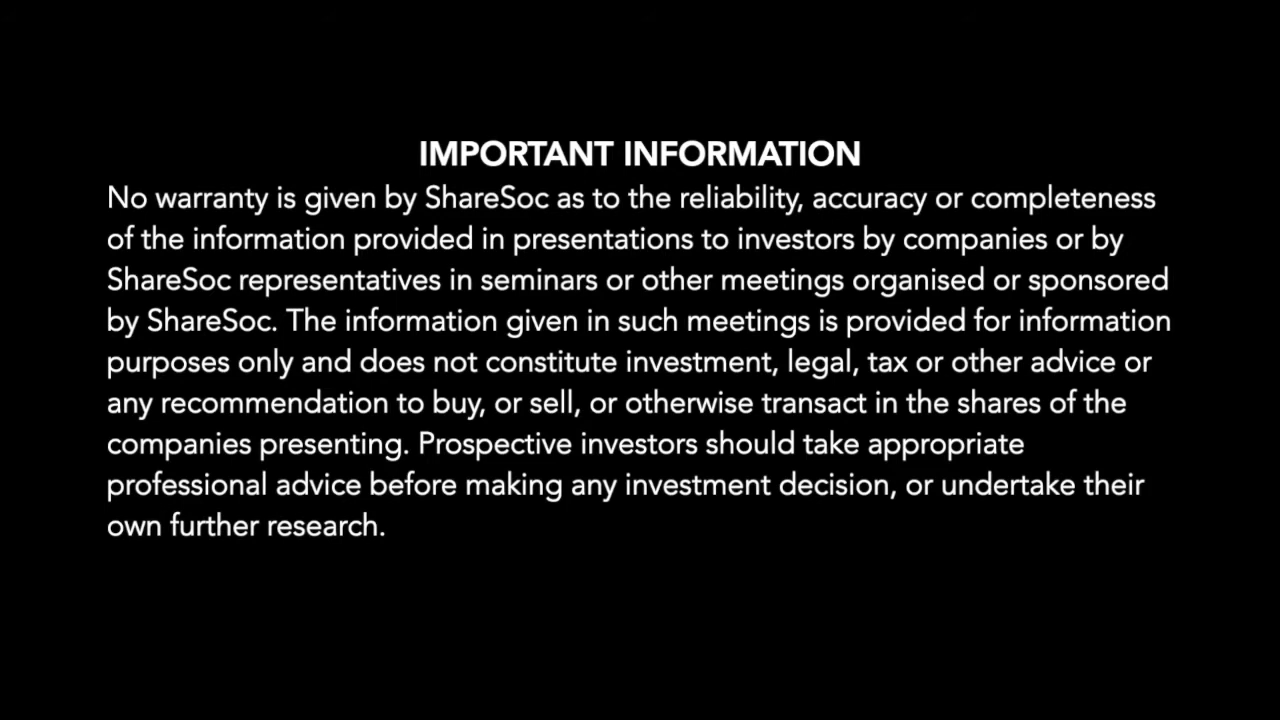 IMPORTANT INFORMATION
No warranty is given by ShareSoc as to the reliability, accuracy or completeness
of the information provided in presentations to investors by companies or by
ShareSoc representatives in seminars or other meetings organised or sponsored
by ShareSoc. The information given in such meetings is provided for information
purposes only and does not constitute investment, legal, tax or other advice or
any recommendation to buy, or sell, or otherwise transact in the shares of the
companies presenting. Prospective investors should take appropriate
professional advice before making any investment decision, or undertake their
own further research.